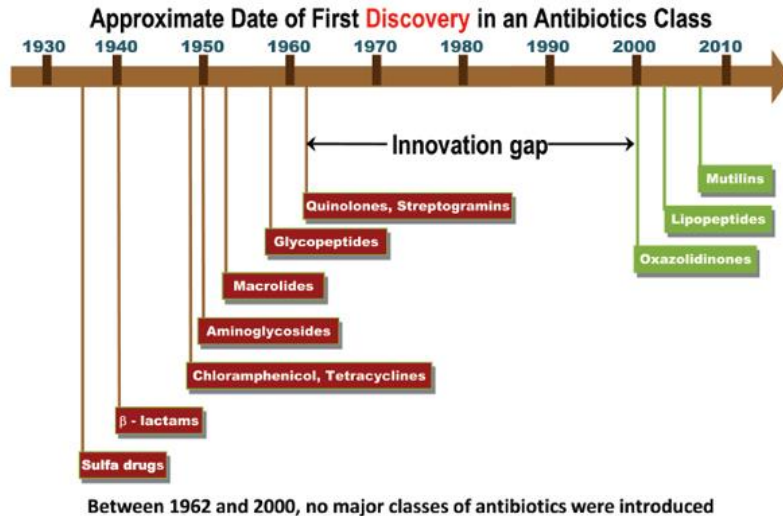 Approximate Date of First Discovery in an Antibiotics Class
1930 1940 1950 1960 1970 1980 1990 2000 2010
Innovation gap
Mutilins
Quinolones, Streptogramins
Lipopeptides
Glycopeptides
Oxazolidinones
Macrolides
Aminoglycosides
Chloramphenicol, Tetracyclines
β - lactams
Sulfa drugs
Between 1962 and 2000, no major classes of antibiotics were introduced